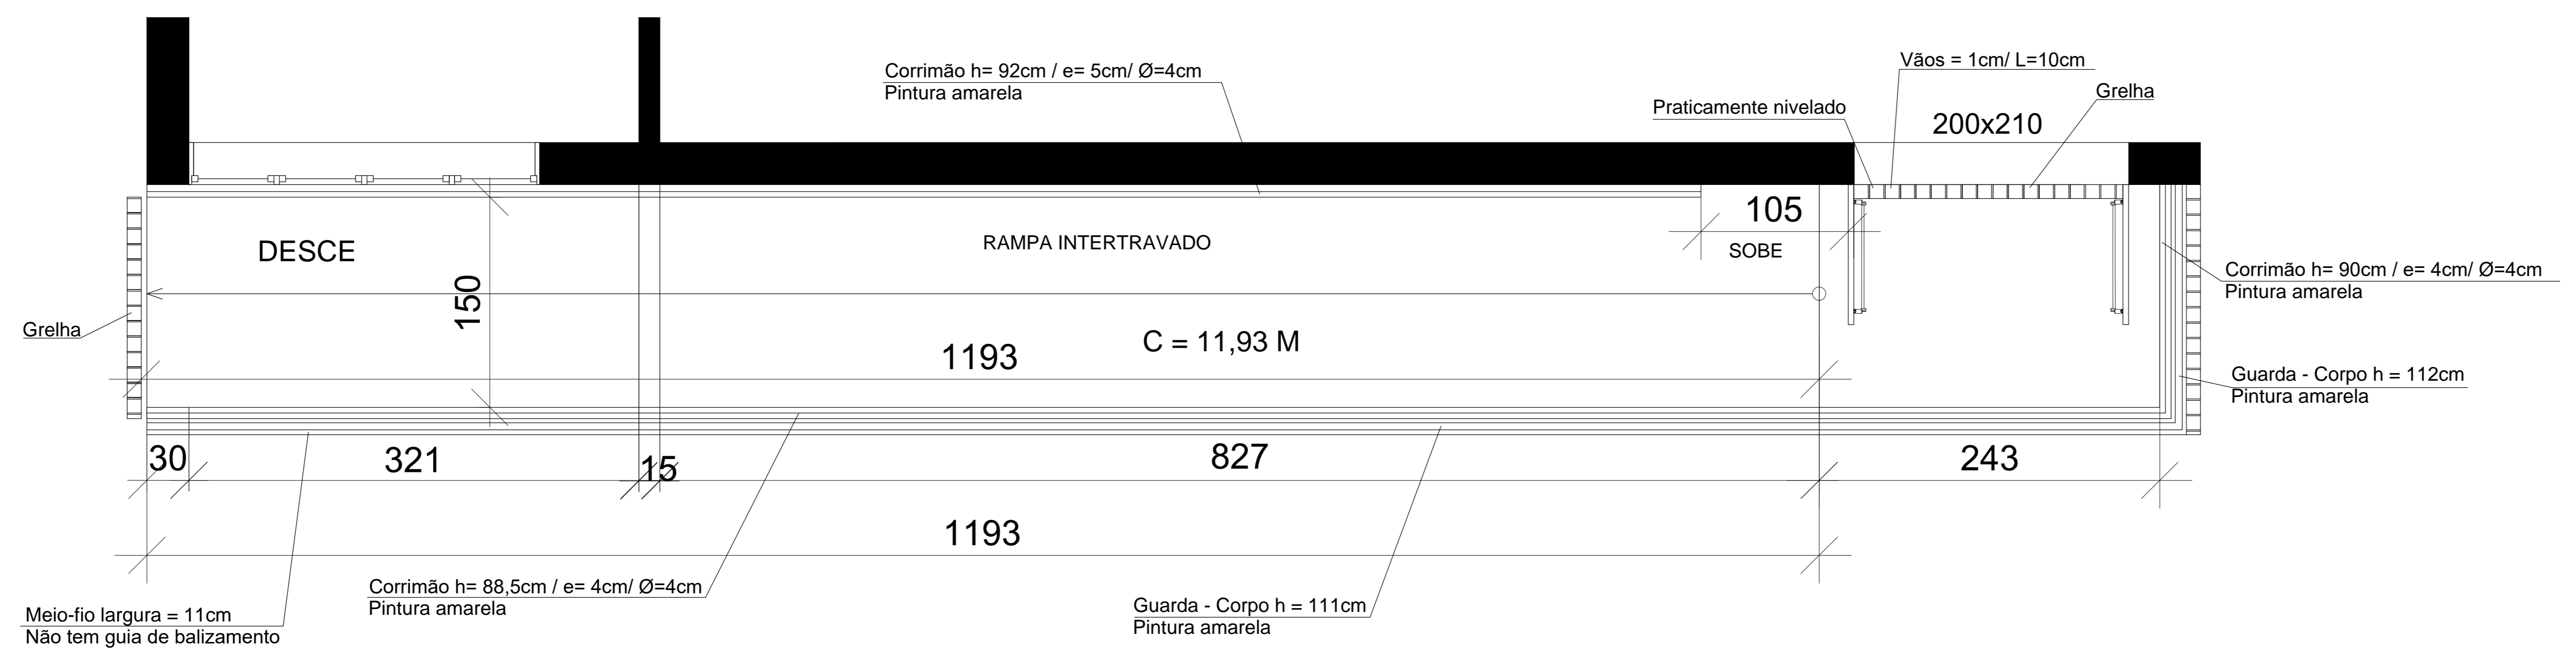 Vãos = 1cm/ L=10cm
Corrimão h= 92cm / e= 5cm/ Ø=4cm
Pintura amarela
Grelha
Praticamente nivelado
200x210
105
DESCE
RAMPA INTERTRAVADO
SOBE
Corrimão h= 90cm / e= 4cm/ Ø=4cm
Pintura amarela
150
Grelha
C = 11,93 M
1193
Guarda - Corpo h = 112cm
Pintura amarela
30
321
15
827
243
1193
Corrimão h= 88,5cm / e= 4cm/ Ø=4cm
Pintura amarela
Guarda - Corpo h = 111cm
Pintura amarela
Meio-fio largura = 11cm
Não tem guia de balizamento